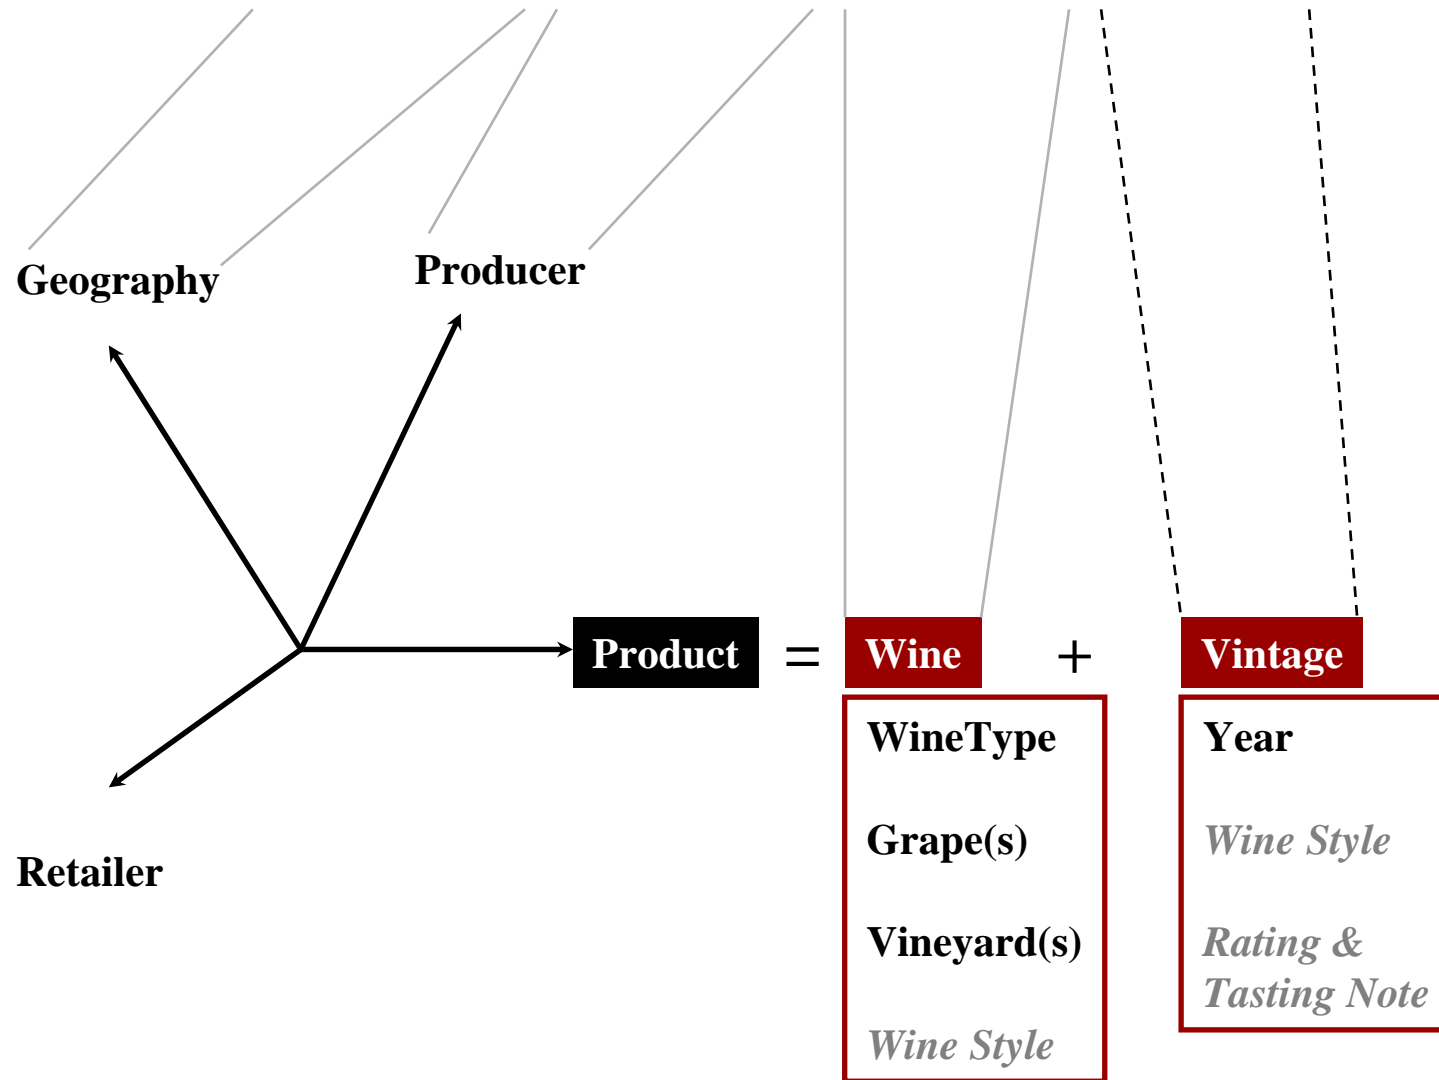 Geography
Producer
Product = Wine + Vintage
WineType
Grape(s)
Vineyard(s)
Wine Style
Year
Wine Style
Rating &
Tasting Note
Retailer